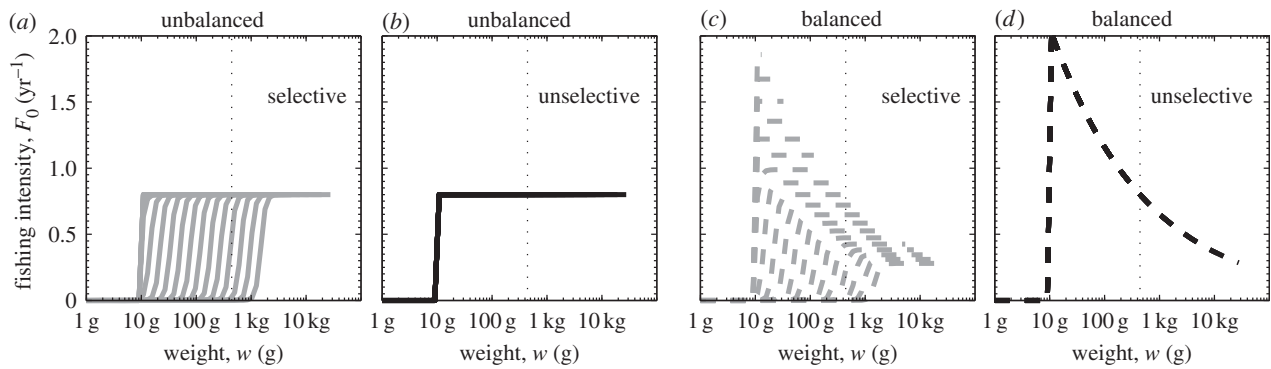 (a) unbalanced
(b) unbalanced
(c) balanced
(d) balanced
fishing intensity, F0 (yr−1)
2.0
1.5
1.0
0.5
0
selective
unselective
selective
unselective
1 g 10 g 100 g 1 kg 10 kg
1 g 10 g 100 g 1 kg 10 kg
1 g 10 g 100 g 1 kg 10 kg
1 g 10 g 100 g 1 kg 10 kg
weight, w (g)
weight, w (g)
weight, w (g)
weight, w (g)